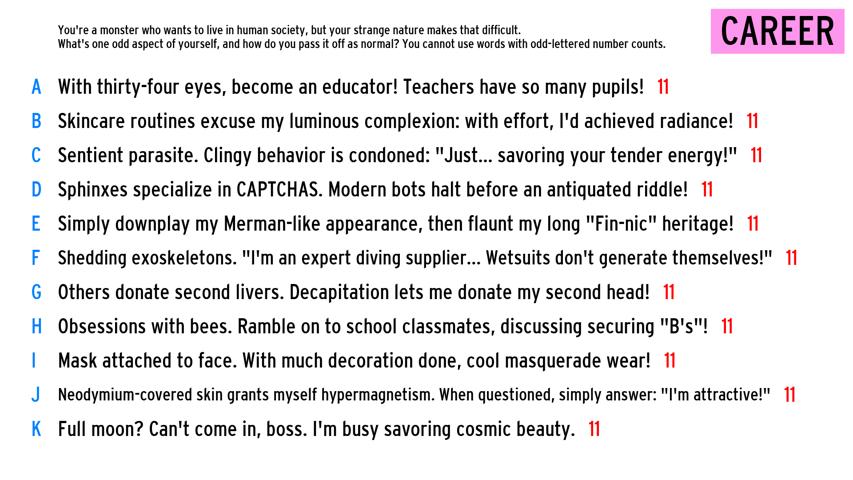 You're a monster who wants to live in human society, but your strange nature makes that difficult.
What's one odd aspect of yourself, and how do you pass it off as normal? You cannot use words with odd-lettered number counts.
CAREER
A With thirty-four eyes, become an educator! Teachers have so many pupils! 11
B Skincare routines excuse my luminous complexion: with effort, I'd achieved radiance! 11
C Sentient parasite. Clingy behavior is condoned: "Just... savoring your tender energy!" 11
D Sphinxes specialize in CAPTCHAS. Modern bots halt before an antiquated riddle! 11
E Simply downplay my Merman-like appearance, then flaunt my long "Fin-nic" heritage! 11
F Shedding exoskeletons. "I'm an expert diving supplier... Wetsuits don't generate themselves!" 11
G Others donate second livers. Decapitation lets me donate my second head! 11
H Obsessions with bees. Ramble on to school classmates, discussing securing "B's"! 11
I Mask attached to face. With much decoration done, cool masquerade wear! 11
J Neodymium-covered skin grants myself hypermagnetism. When questioned, simply answer: "I'm attractive!" 11
K Full moon? Can't come in, boss. I'm busy savoring cosmic beauty. 11